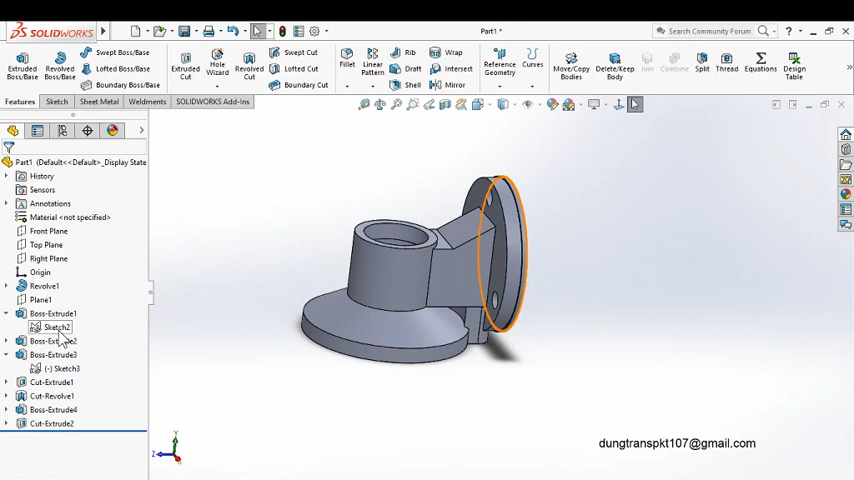 SOLIDWORKS
Part1 *
Search Community Forum
Extruded Boss/Base
Revolved Boss/Base
Swept Boss/Base
Lofted Boss/Base
Boundary Boss/Base
Extruded Cut
Hole Wizard
Revolved Cut
Swept Cut
Lofted Cut
Boundary Cut
Fillet
Linear Pattern
Rib
Draft
Shell
Wrap
Intersect
Mirror
Reference Geometry
Curves
Move/Copy Bodies
Delete/Keep Body
Join
Combine
Split
Thread
Equations
Design Table
Features
Sketch
Sheet Metal
Weldments
SOLIDWORKS Add-Ins
Part1 (Default<<Default>_Display State
History
Sensors
Annotations
Material <not specified>
Front Plane
Top Plane
Right Plane
Origin
Revolve1
Plane1
Boss-Extrude1
Sketch2
Boss-Extrude2
Boss-Extrude3
(-) Sketch3
Cut-Extrude1
Cut-Revolve1
Boss-Extrude4
Cut-Extrude2
Y
Z
X
dungtranspkt107@gmail.com